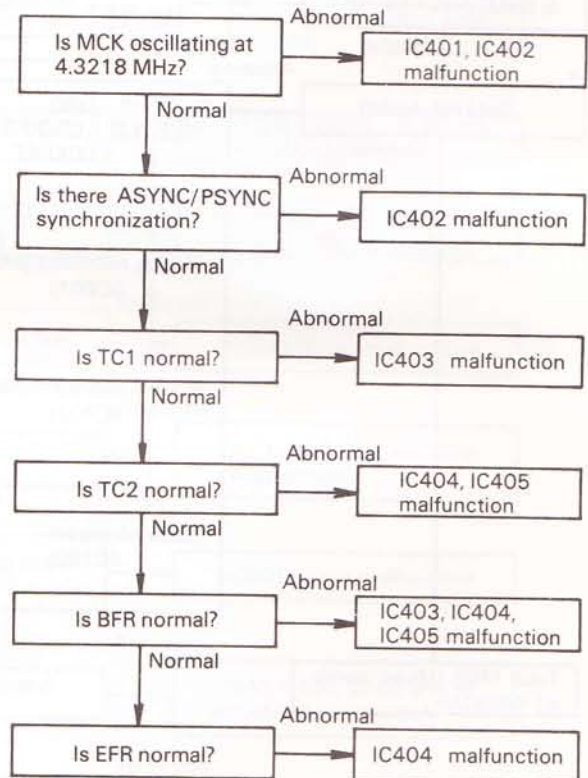 Abnormal
Is MCK oscillating at
4.3218 MHz?
IC401, IC402
malfunction
Normal
Abnormal
Is there ASYNC/PSYNC
synchronization?
IC402 malfunction
Normal
Abnormal
Is TC1 normal?
IC403 malfunction
Normal
Abnormal
Is TC2 normal?
IC404, IC405
malfunction
Normal
Abnormal
Is BFR normal?
IC403, IC404,
IC405 malfunction
Normal
Abnormal
Is EFR normal?
IC404 malfunction